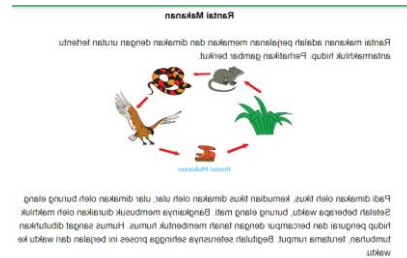 Rantai Makanan
Rantai makanan adalah perjalanan memakan dan dimakan dengan urutan tertentu
antarmakhluk hidup. Perhatikan gambar berikut.
Rantai Makanan
Padi dimakan oleh tikus, kemudian tikus dimakan oleh ular, ular dimakan oleh burung elang.
Setelah beberapa waktu, burung elang mati. Bangkainya membusuk diuraikan oleh makhluk
hidup pengurai dan bercampur dengan tanah membentuk humus. Humus sangat dibutuhkan
tumbuhan, terutama rumput. Begitulah seterusnya sehingga proses ini berjalan dari waktu ke
waktu.